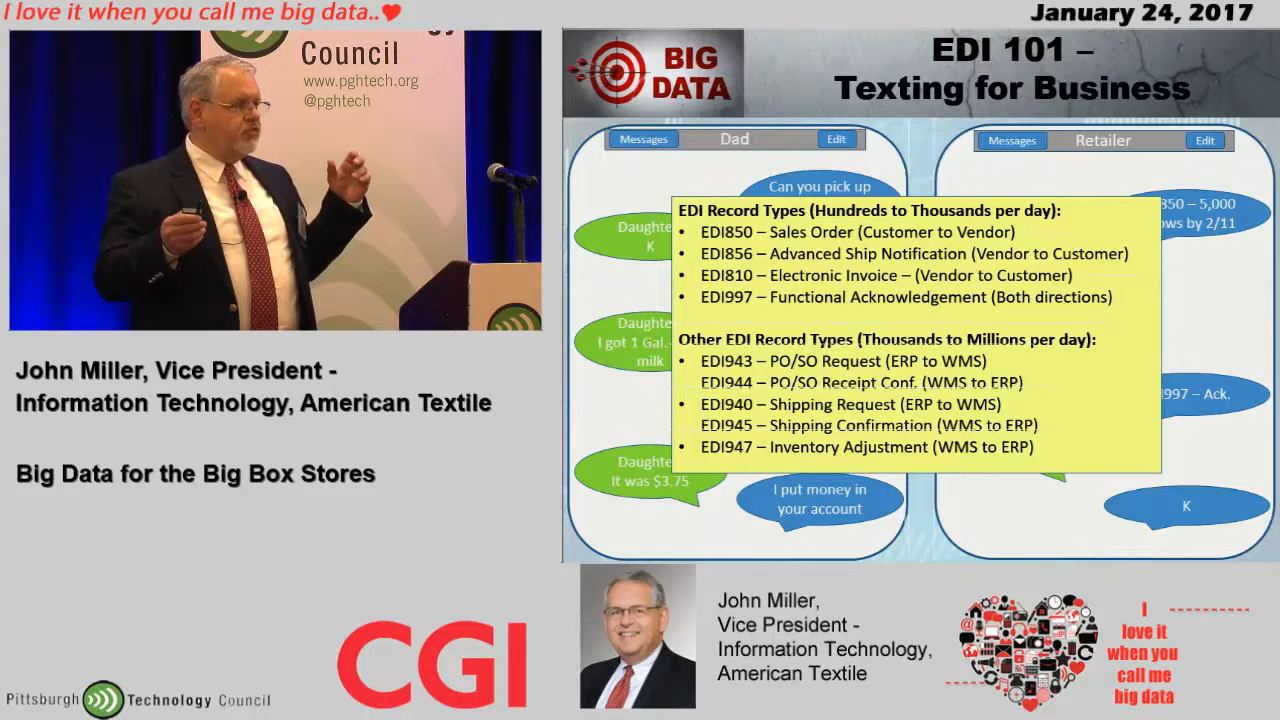 I love it when you call me big data..
January 24, 2017
Council
www.pghtech.org
@pghtech
BIG
DATA
EDI 101 –
Texting for Business
Messages
Dad
Edit
Messages
Retailer
Edit
Can you pick up
Daughte
K
850 – 5,000
ows by 2/11
EDI Record Types (Hundreds to Thousands per day):
• EDI850 – Sales Order (Customer to Vendor)
• EDI856 – Advanced Ship Notification (Vendor to Customer)
• EDI810 – Electronic Invoice – (Vendor to Customer)
• EDI997 – Functional Acknowledgement (Both directions)
Other EDI Record Types (Thousands to Millions per day):
• EDI943 – PO/SO Request (ERP to WMS)
• EDI944 – PO/SO Receipt Conf. (WMS to ERP)
• EDI940 – Shipping Request (ERP to WMS)
• EDI945 – Shipping Confirmation (WMS to ERP)
• EDI947 – Inventory Adjustment (WMS to ERP)
Daughte
I got 1 Gal.
milk
997 – Ack.
Daughte
It was $3.75
I put money in
your account
K
John Miller, Vice President -
Information Technology, American Textile
Big Data for the Big Box Stores
John Miller,
Vice President -
Information Technology,
American Textile
I
love it
when you
call me
big data
CGI
Pittsburgh Technology Council